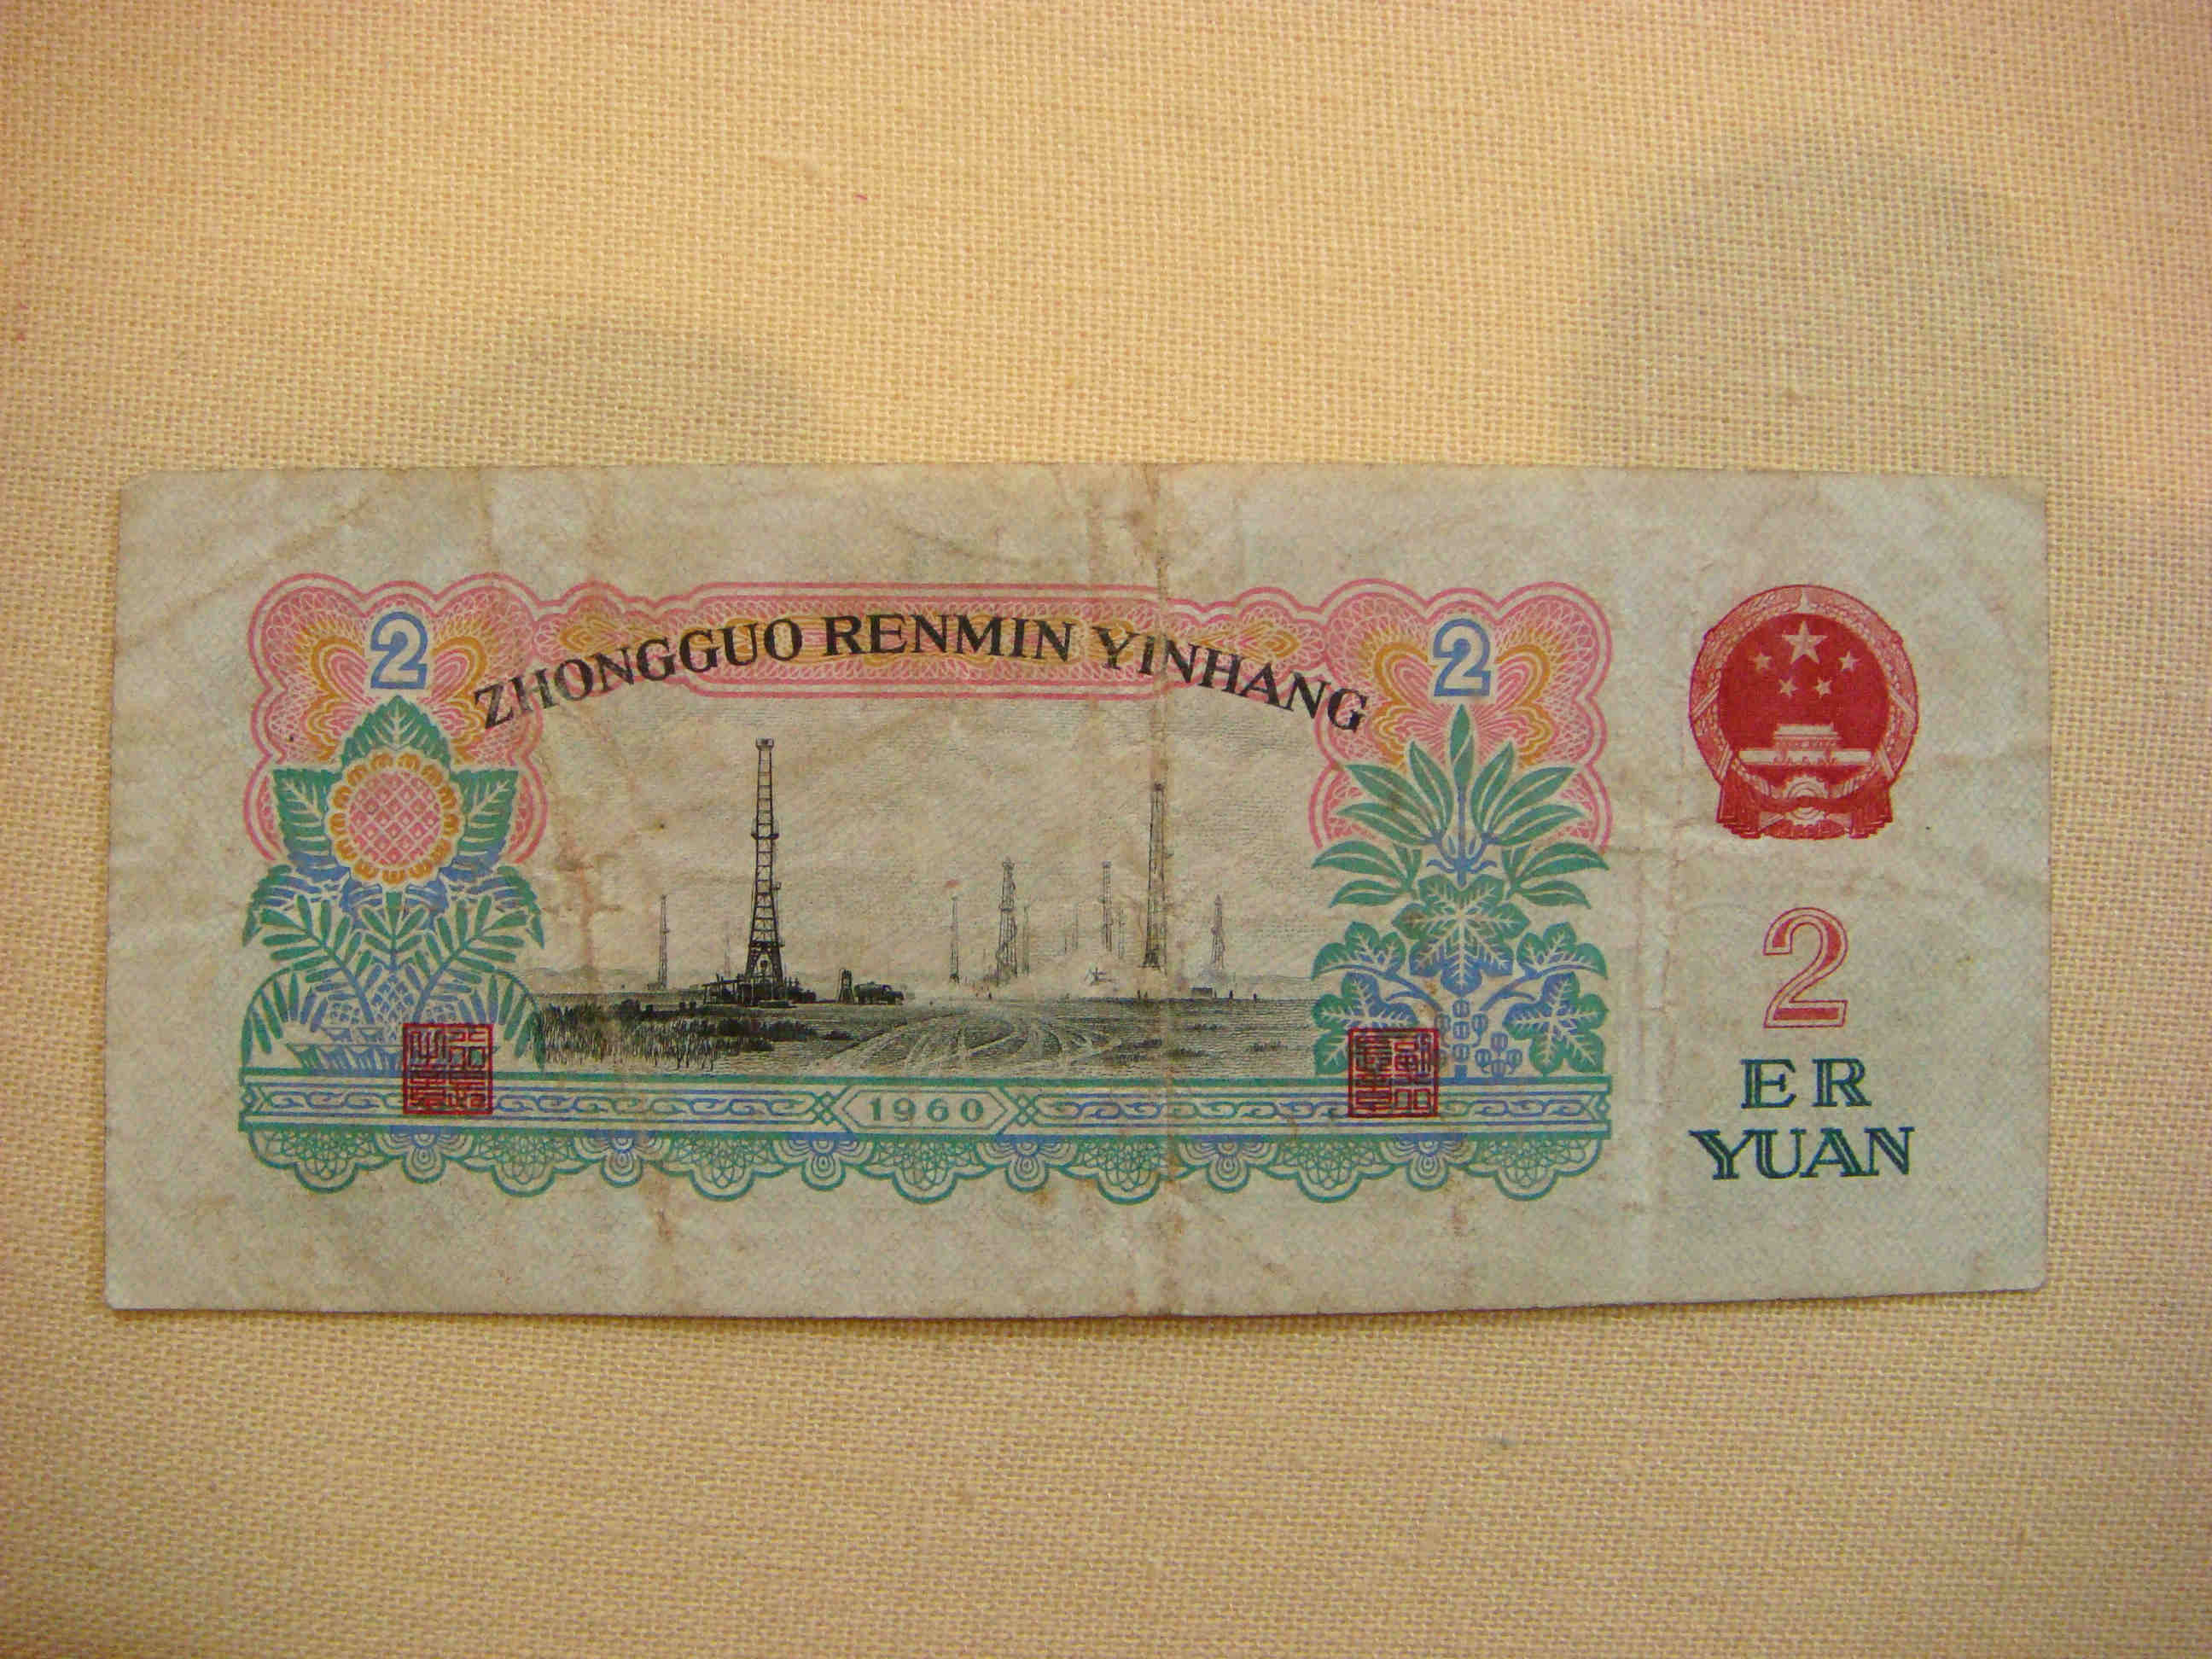 2
ZHONGGUO RENMIN YINHANG
2
1960
2
ER
YUAN